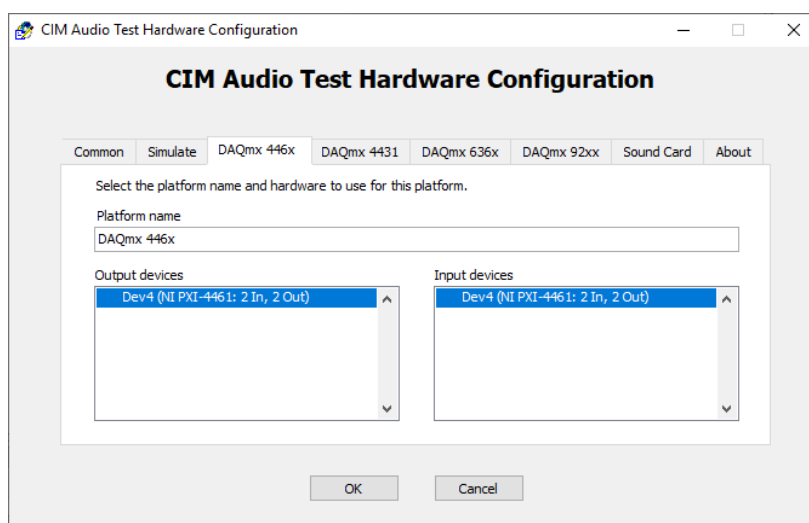 CIM Audio Test Hardware Configuration
CIM Audio Test Hardware Configuration
Common Simulate DAQmx 446x DAQmx 4431 DAQmx 636x DAQmx 92xx Sound Card About
Select the platform name and hardware to use for this platform.
Platform name
DAQmx 446x
Output devices Input devices
Dev4 (NI PXI-4461: 2 In, 2 Out) Dev4 (NI PXI-4461: 2 In, 2 Out)
OK Cancel